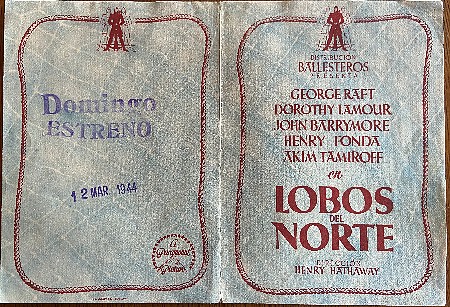 Domingo
ESTRENO
12 MAR. 1944
DISTRIBUCIÓN
BALLESTEROS
PRESENTA
GEORGE RAFT
DOROTHY LAMOUR
JOHN BARRYMORE
HENRY FONDA
AKIM TAMIROFF
en
LOBOS
DEL
NORTE
DIRECCIÓN
HENRY HATHAWAY